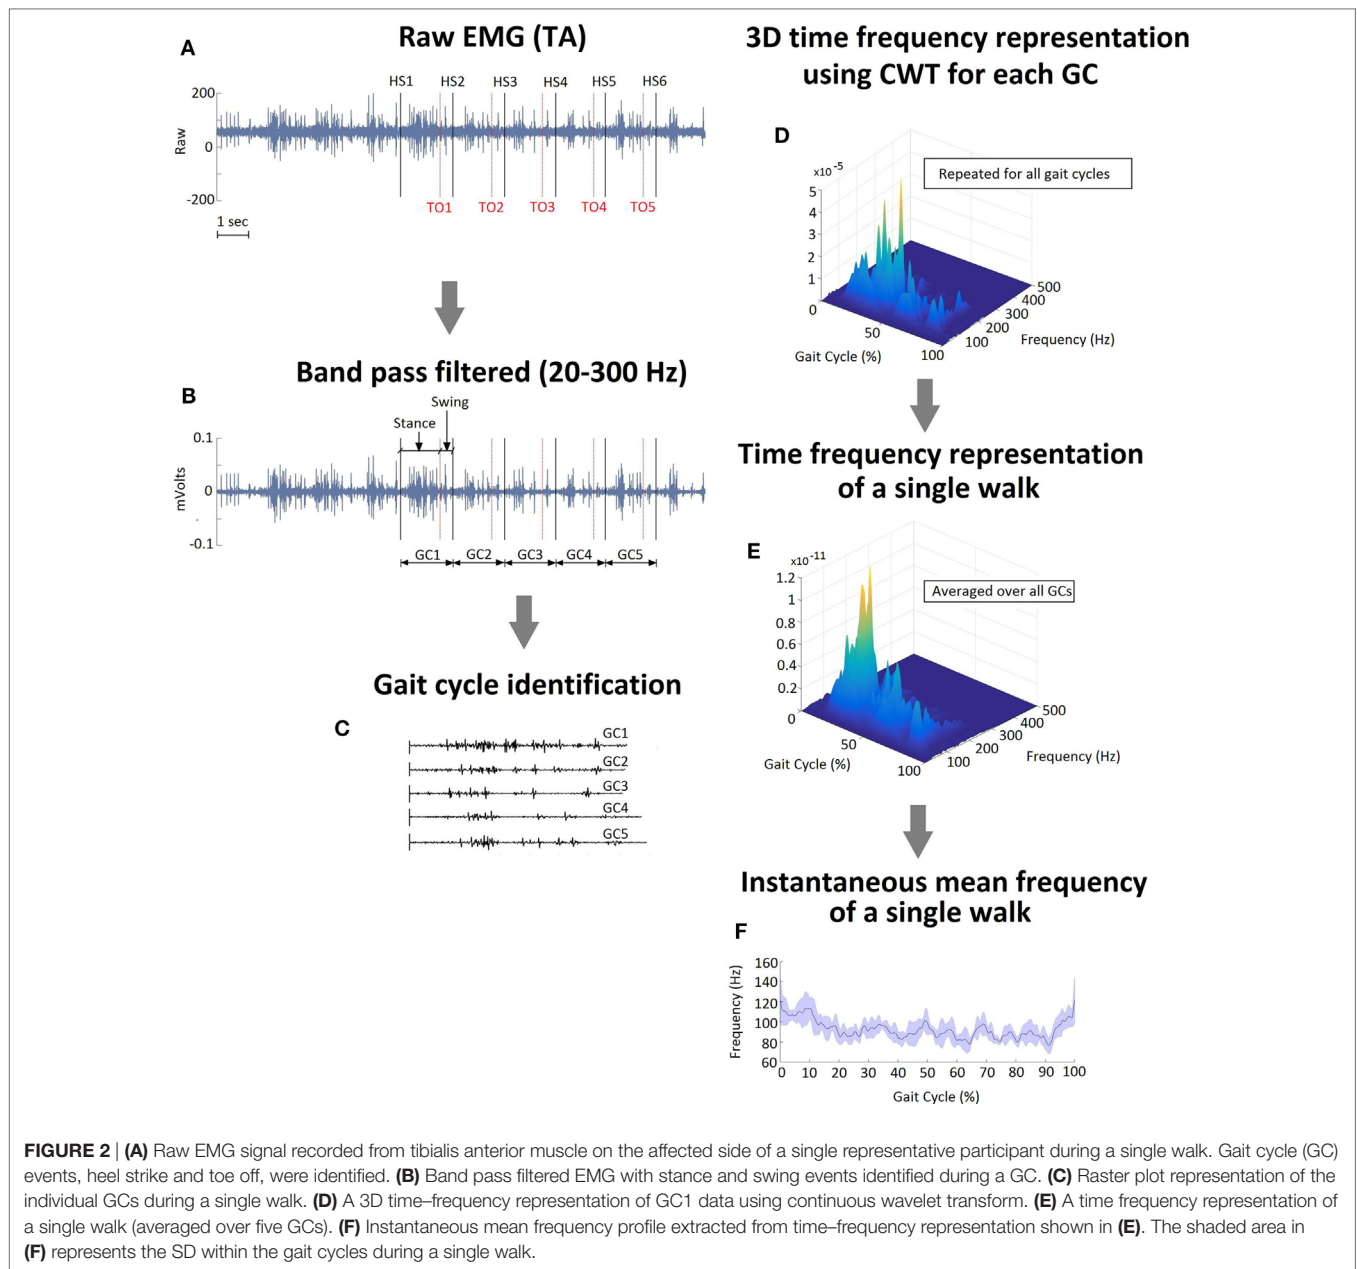 A
Raw EMG (TA)
HS1 HS2 HS3 HS4 HS5 HS6
200
0
-200
Raw
TO1 TO2 TO3 TO4 TO5
1 sec
Band pass filtered (20-300 Hz)
B
Swing
Stance
0.1
0
-0.1
mVolts
GC1 GC2 GC3 GC4 GC5
Gait cycle identification
C
GC1
GC2
GC3
GC4
GC5
3D time frequency representation
using CWT for each GC
D
x10⁻⁵
Repeated for all gait cycles
5
4
3
2
1
0
50
100
Gait Cycle (%)
100
200
300
400
500
Frequency (Hz)
Time frequency representation
of a single walk
E
x10⁻¹¹
Averaged over all GCs
1.2
1
0.8
0.6
0.4
0.2
0
50
100
Gait Cycle (%)
100
200
300
400
500
Frequency (Hz)
Instantaneous mean frequency
of a single walk
F
160
140
120
100
80
60
Frequency (Hz)
0 10 20 30 40 50 60 70 80 90 100
Gait Cycle (%)
FIGURE 2 | (A) Raw EMG signal recorded from tibialis anterior muscle on the affected side of a single representative participant during a single walk. Gait cycle (GC)
events, heel strike and toe off, were identified. (B) Band pass filtered EMG with stance and swing events identified during a GC. (C) Raster plot representation of the
individual GCs during a single walk. (D) A 3D time–frequency representation of GC1 data using continuous wavelet transform. (E) A time frequency representation of
a single walk (averaged over five GCs). (F) Instantaneous mean frequency profile extracted from time–frequency representation shown in (E). The shaded area in
(F) represents the SD within the gait cycles during a single walk.